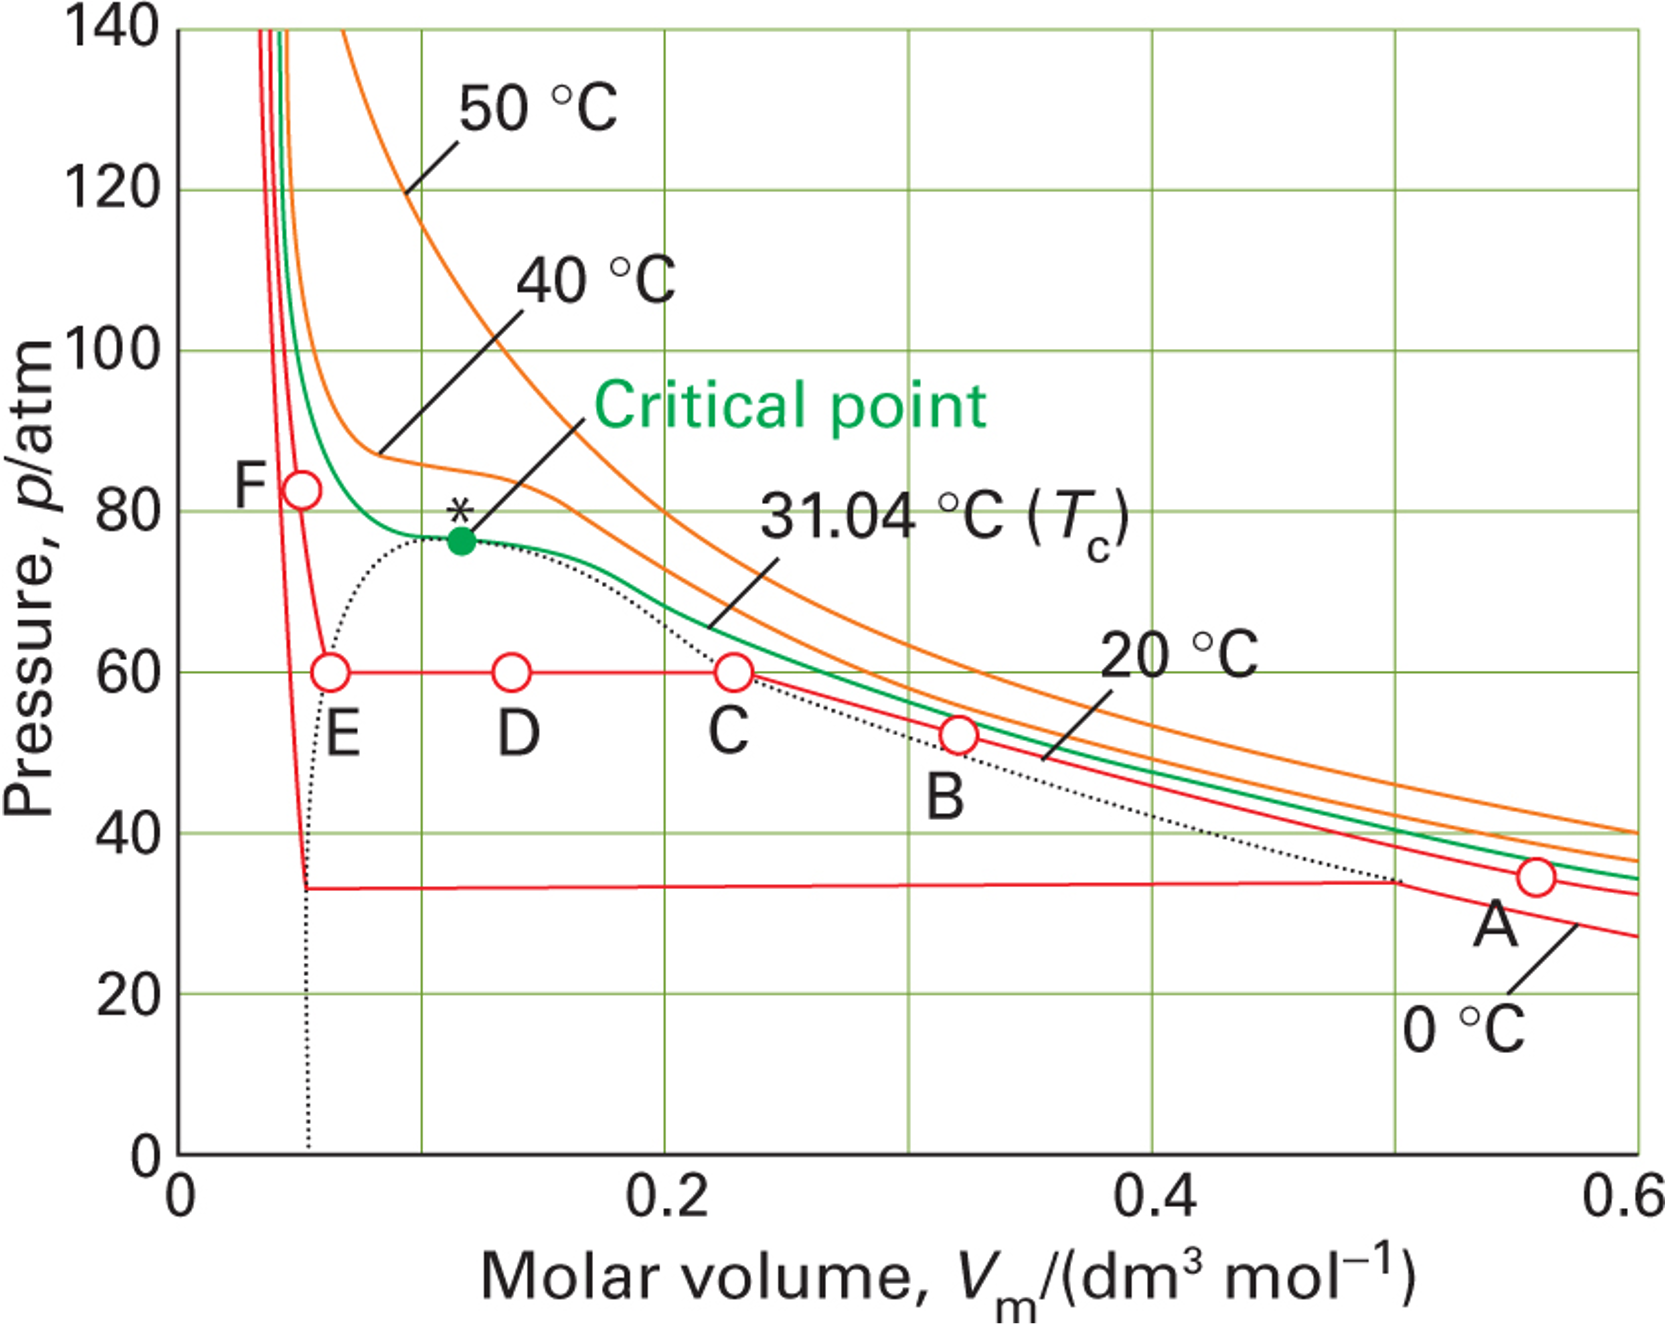 140
120
100
80
60
40
20
0
Pressure, p/atm
50 °C
40 °C
Critical point
*
31.04 °C (Tc)
20 °C
0 °C
F
E
D
C
B
A
0
0.2
0.4
0.6
Molar volume, Vm/(dm³ mol⁻¹)